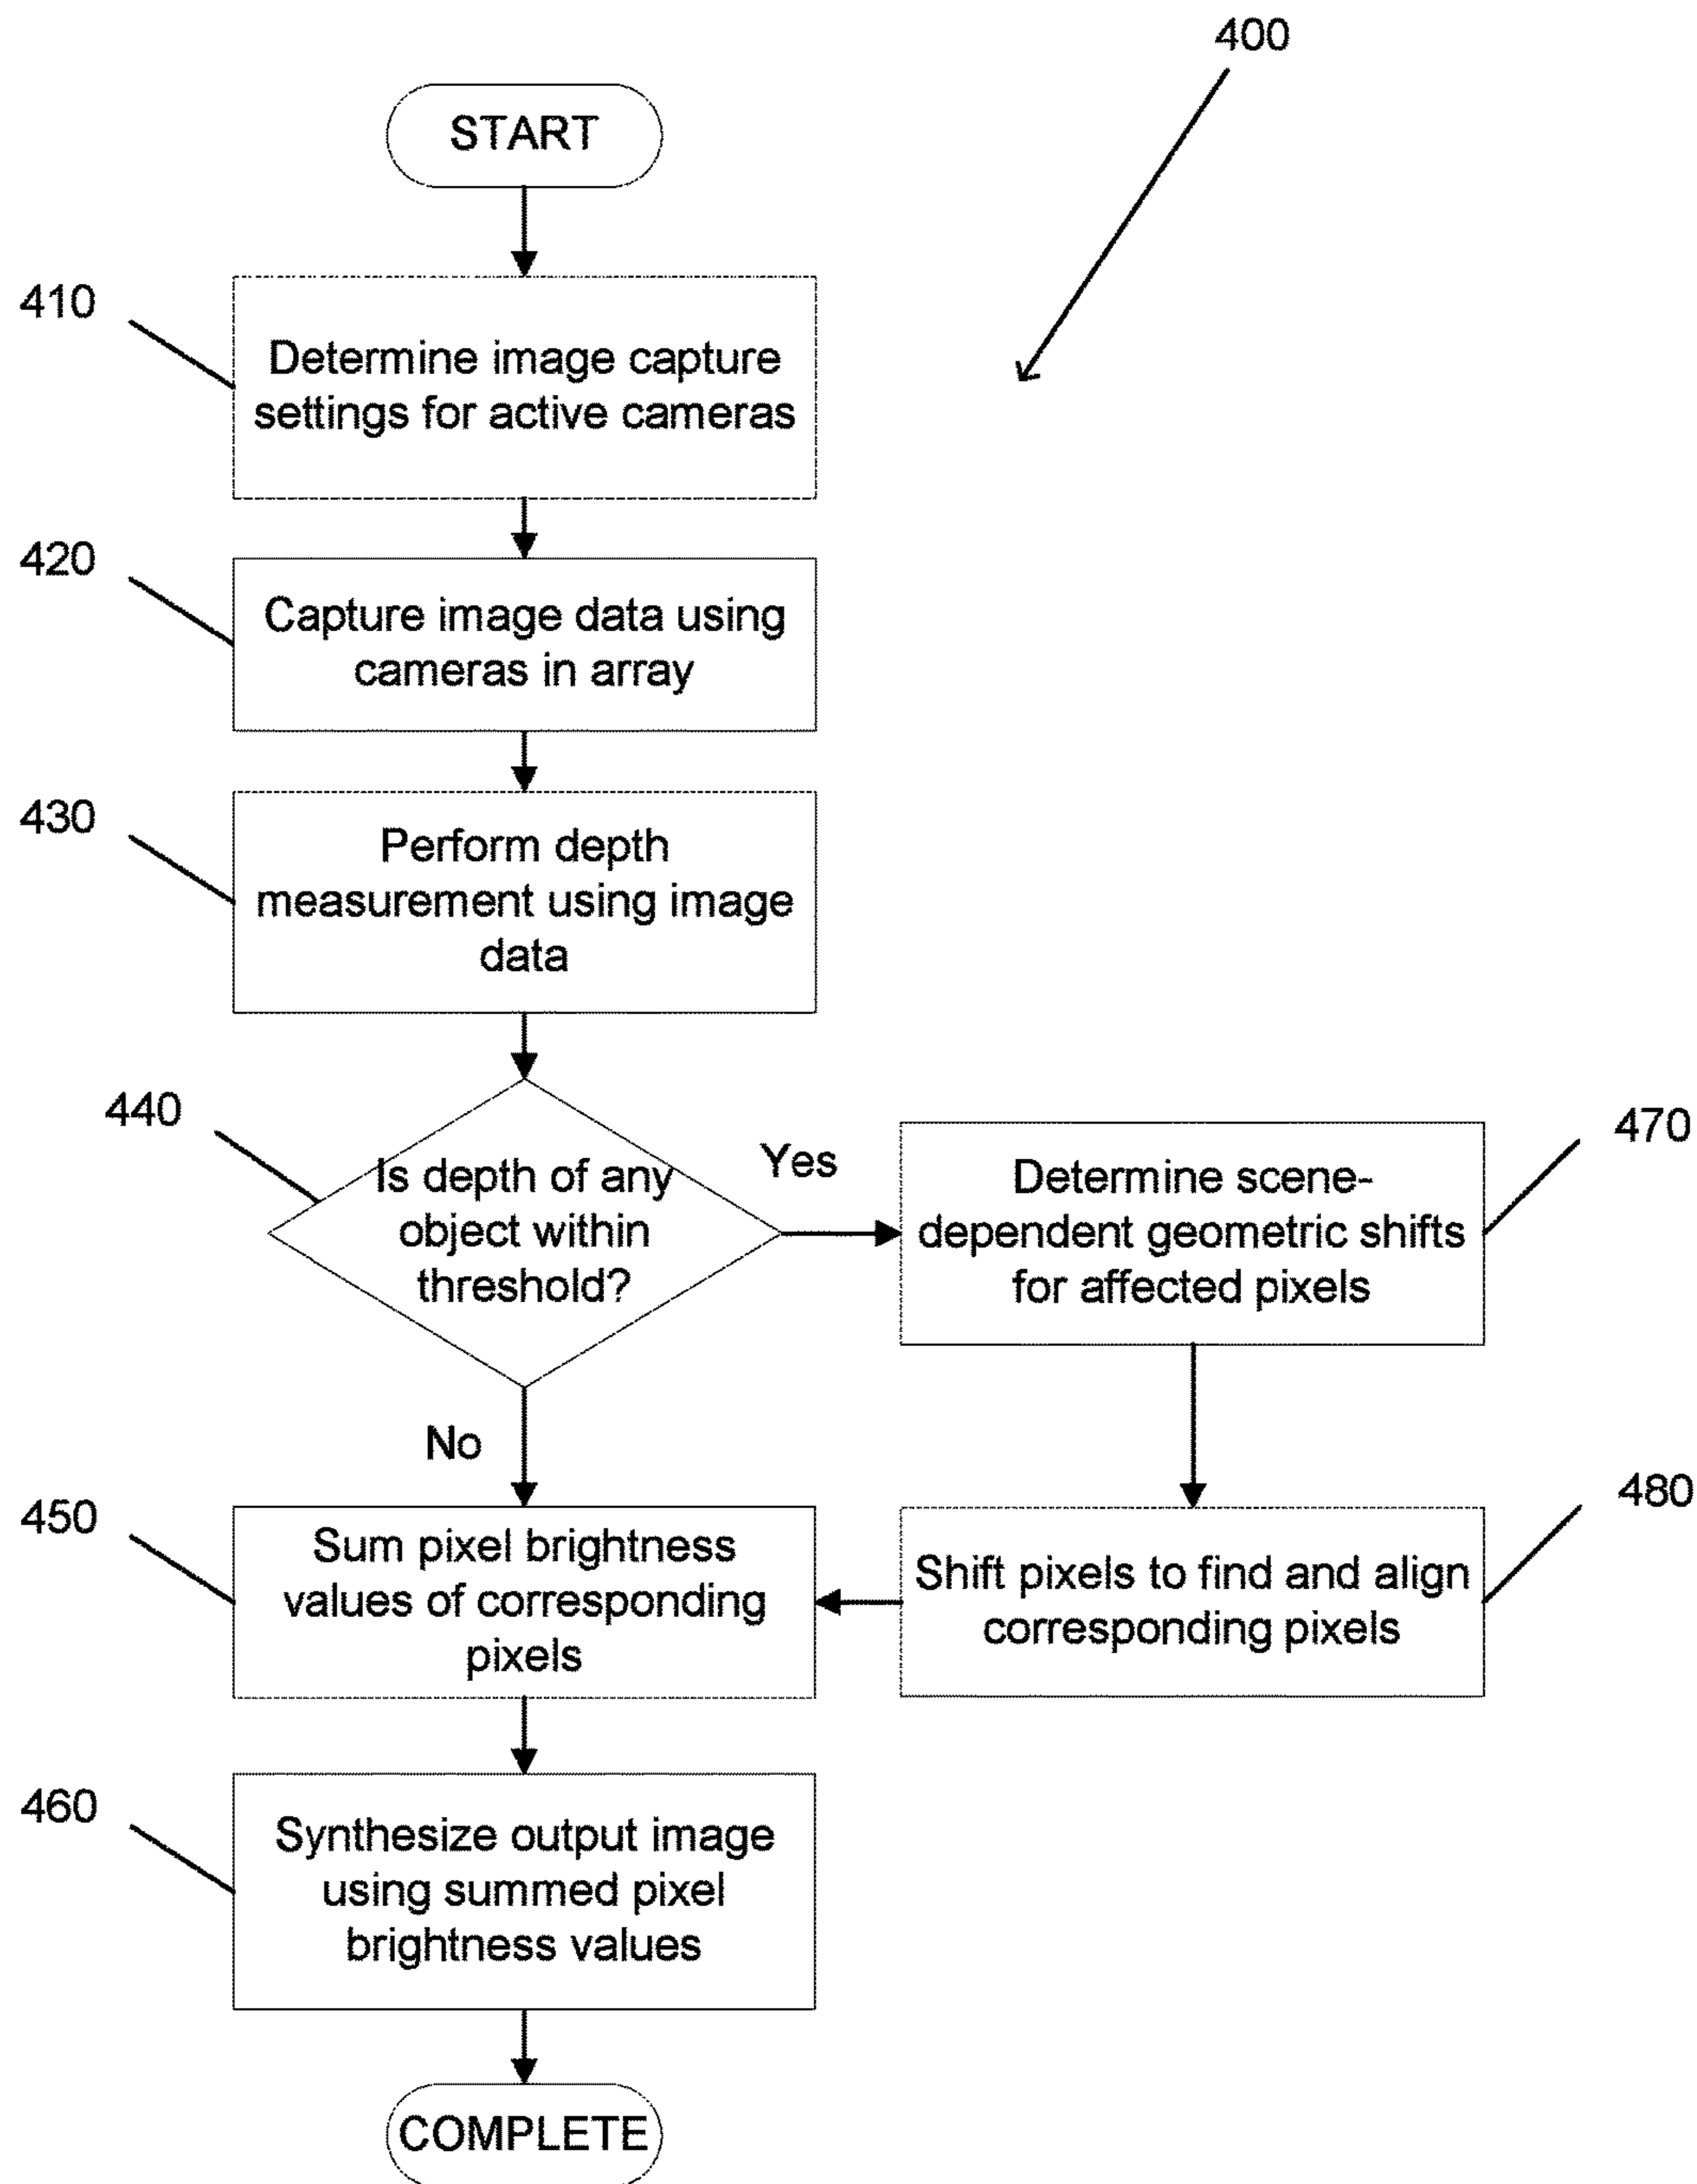 400
START
410
Determine image capture
settings for active cameras
420
Capture image data using
cameras in array
430
Perform depth
measurement using image
data
440
Is depth of any
object within
threshold?
Yes
470
Determine scene-
dependent geometric shifts
for affected pixels
No
450
Sum pixel brightness
values of corresponding
pixels
480
Shift pixels to find and align
corresponding pixels
460
Synthesize output image
using summed pixel
brightness values
COMPLETE